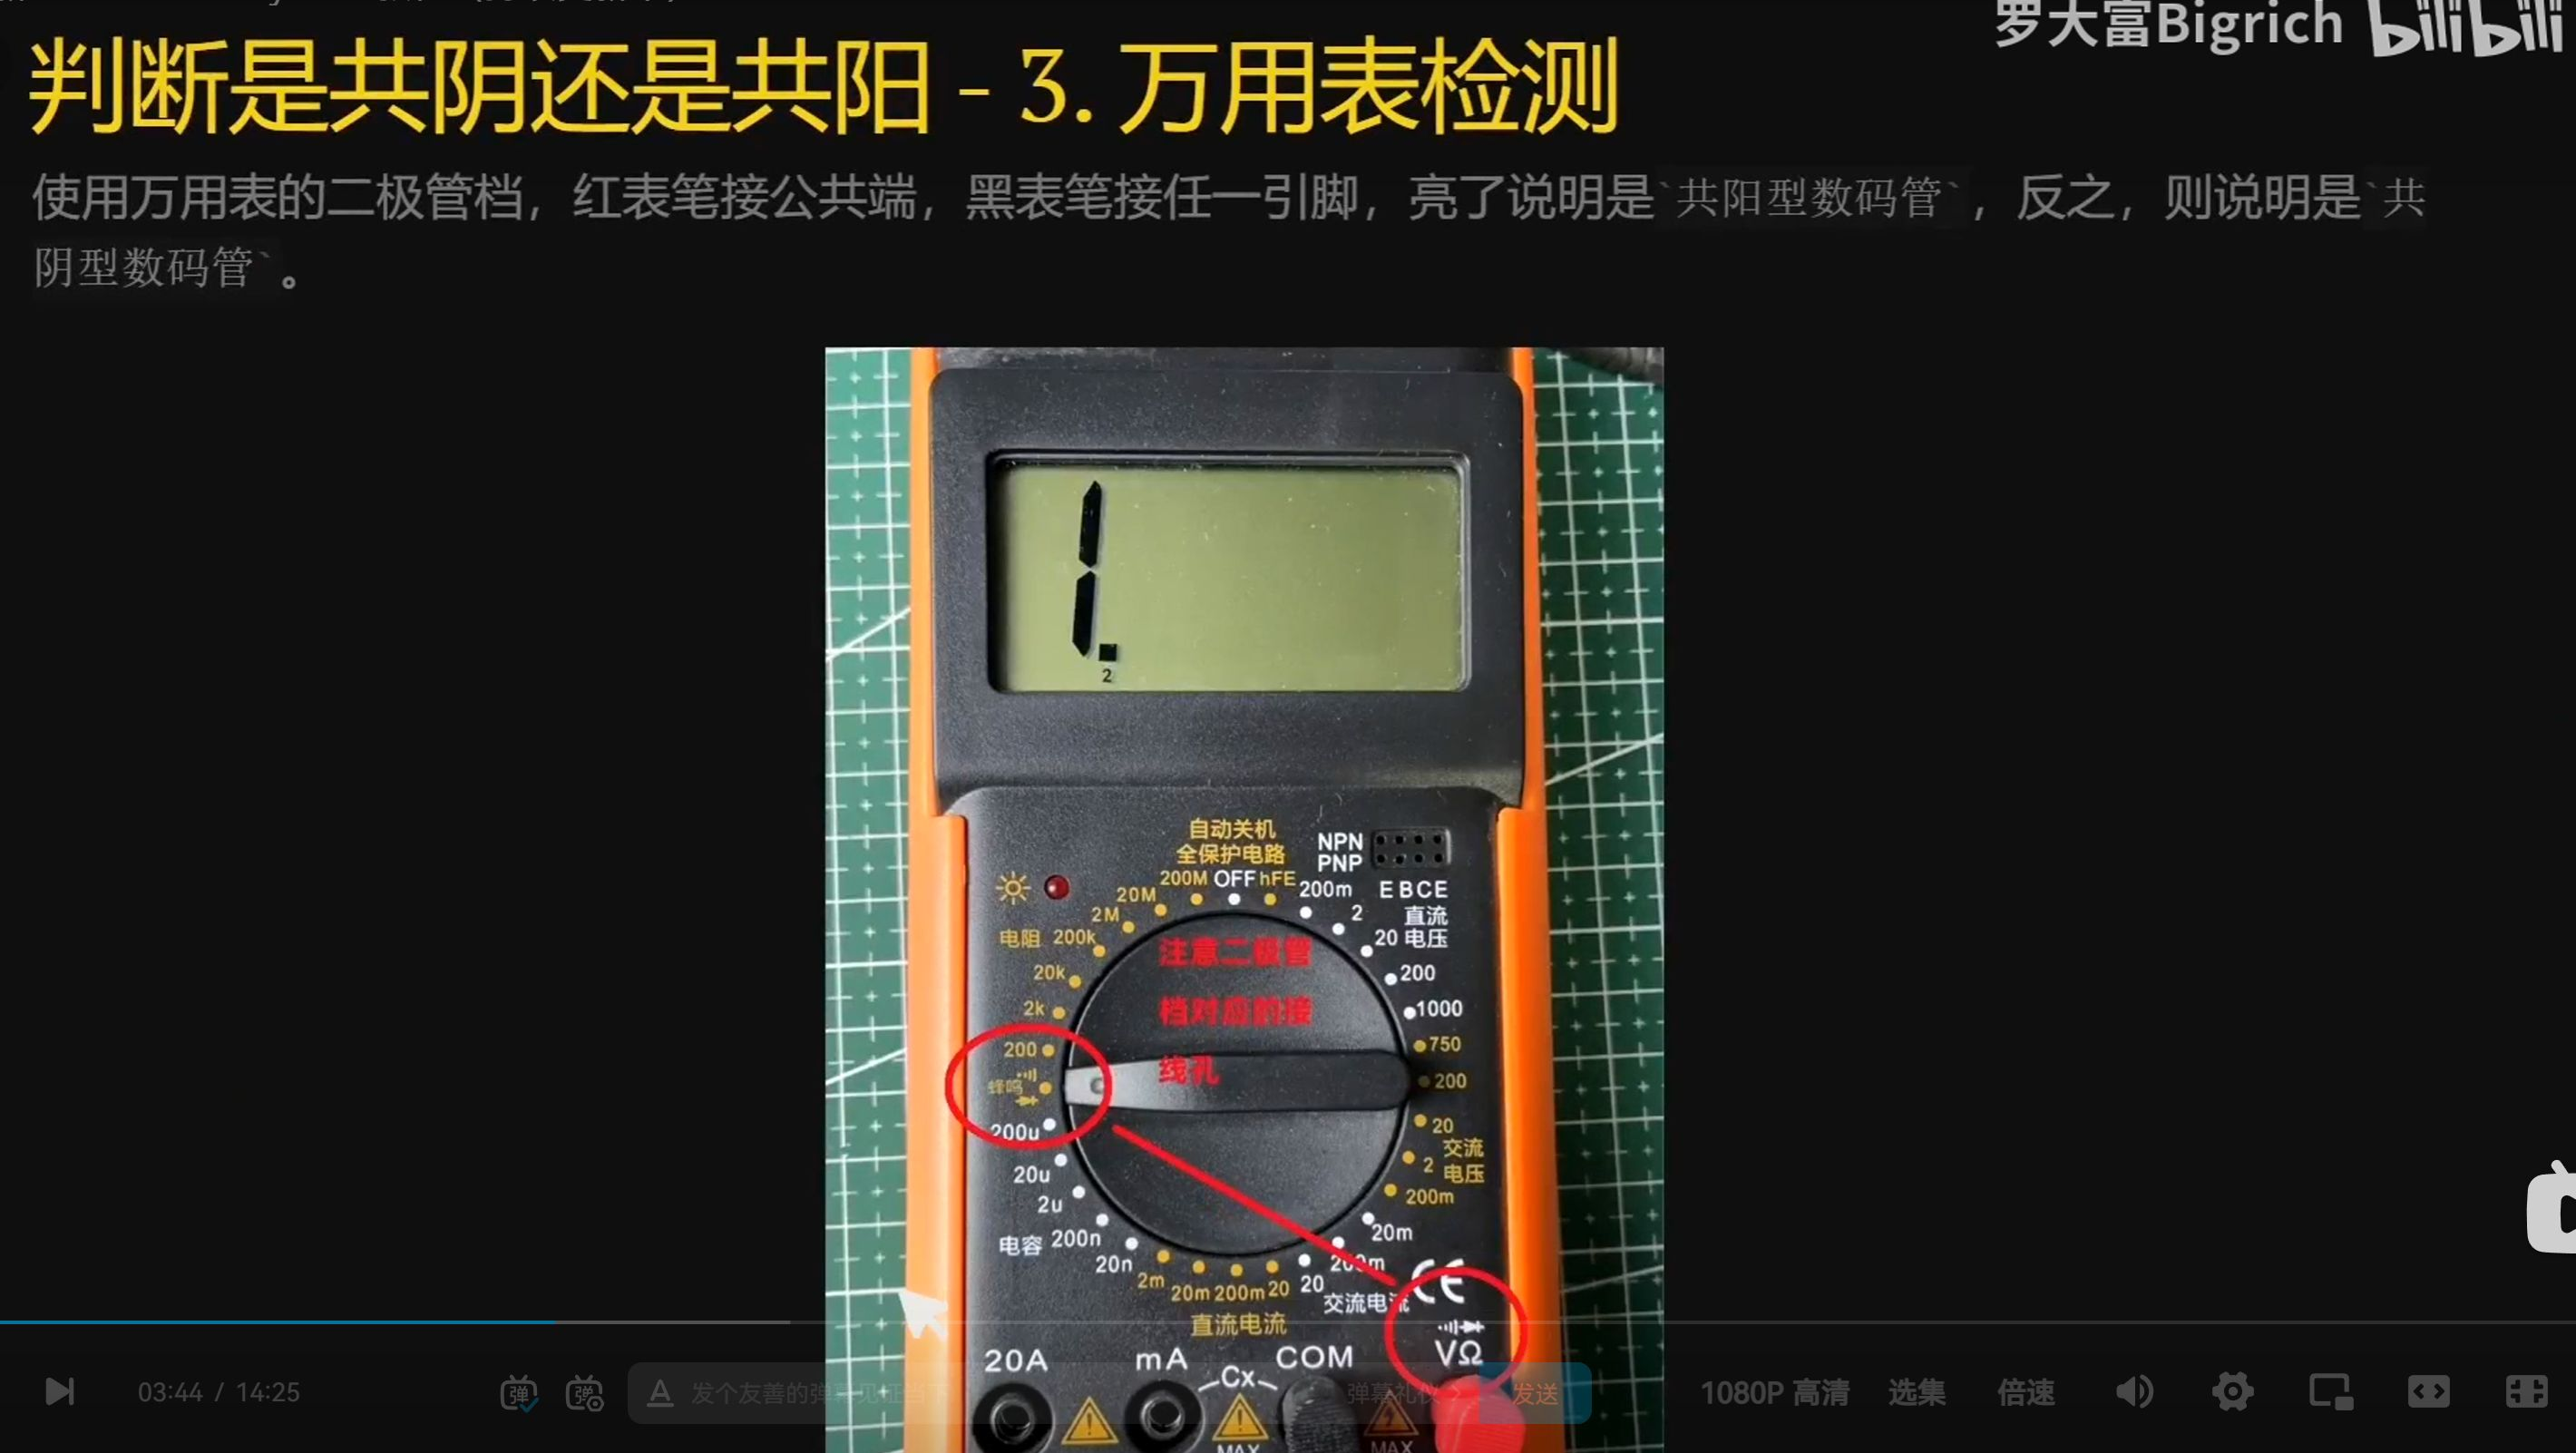 罗大富Bigrich bilibili
判断是共阴还是共阳 - 3. 万用表检测
使用万用表的二极管档，红表笔接公共端，黑表笔接任一引脚，亮了说明是`共阳型数码管`，反之，则说明是`共
阴型数码管`。
1.
2
自动关机
全保护电路
NPN
PNP
200M OFF hFE
200m
E B C E
20M
2M
2
直流
电阻 200k
20 电压
注意二极管
20k
200
档对应的接
2k
1000
200
750
线孔
蜂鸣
200
200u
20
交流
20u
2 电压
2u
200m
电容 200n
20m
20n
200m
CE
2m
20m 200m 20
20
交流电流
直流电流
20A
mA
Cx
COM
VΩ
03:44 / 14:25
弹
弹
A
发个友善的弹幕见证当
弹幕礼仪
发送
1080P 高清
选集
倍速
MAX
MAX